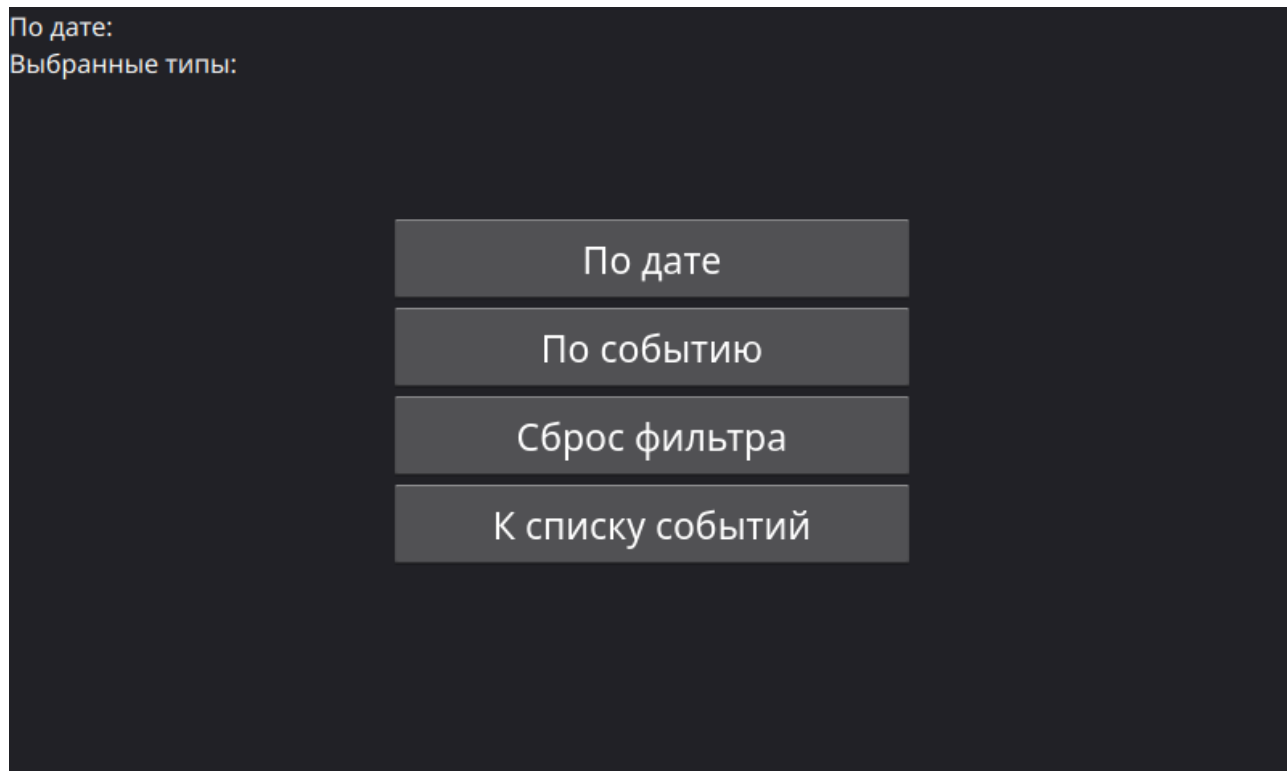 По дате:
Выбранные типы:
По дате
По событию
Сброс фильтра
К списку событий